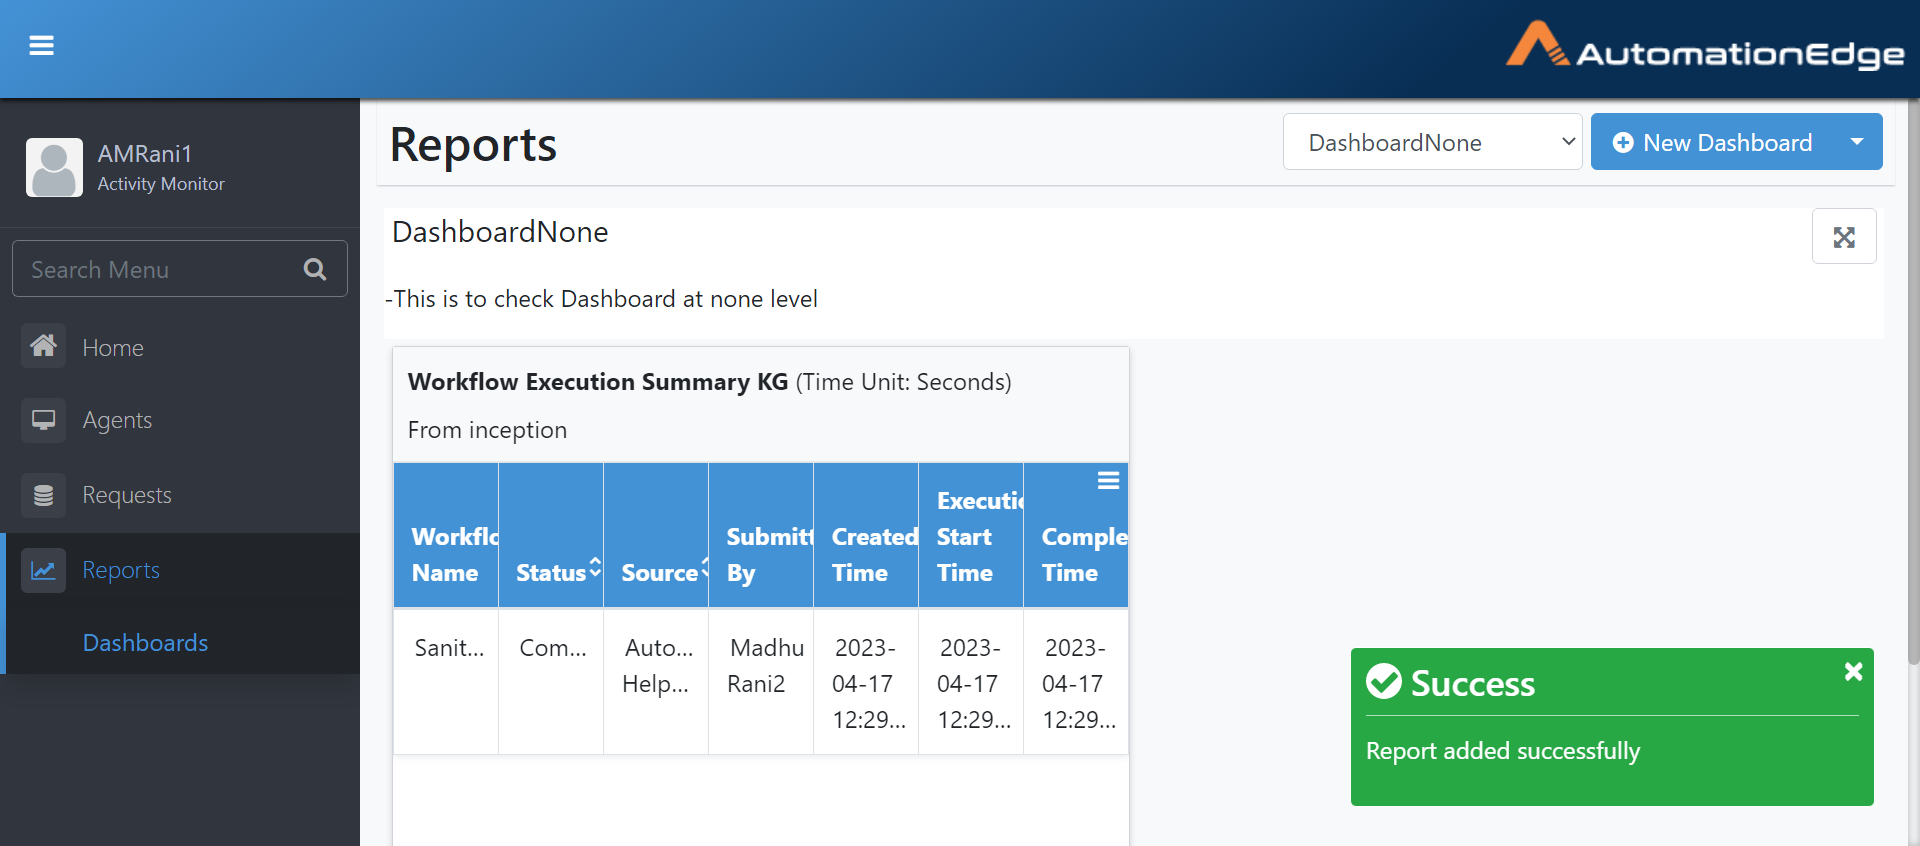 AutomationEdge
AMRani1
Activity Monitor
Search Menu
Home
Agents
Requests
Reports
Dashboards
Reports
DashboardNone
New Dashboard
DashboardNone
-This is to check Dashboard at none level
Workflow Execution Summary KG (Time Unit: Seconds)
From inception
Workflo
Name
Status
Source
Submitt
By
Created
Time
Executio
Start
Time
Comple
Time
Sanit...
Com...
Auto...
Help...
Madhu
Rani2
2023-
04-17
12:29...
2023-
04-17
12:29...
2023-
04-17
12:29...
Success
Report added successfully